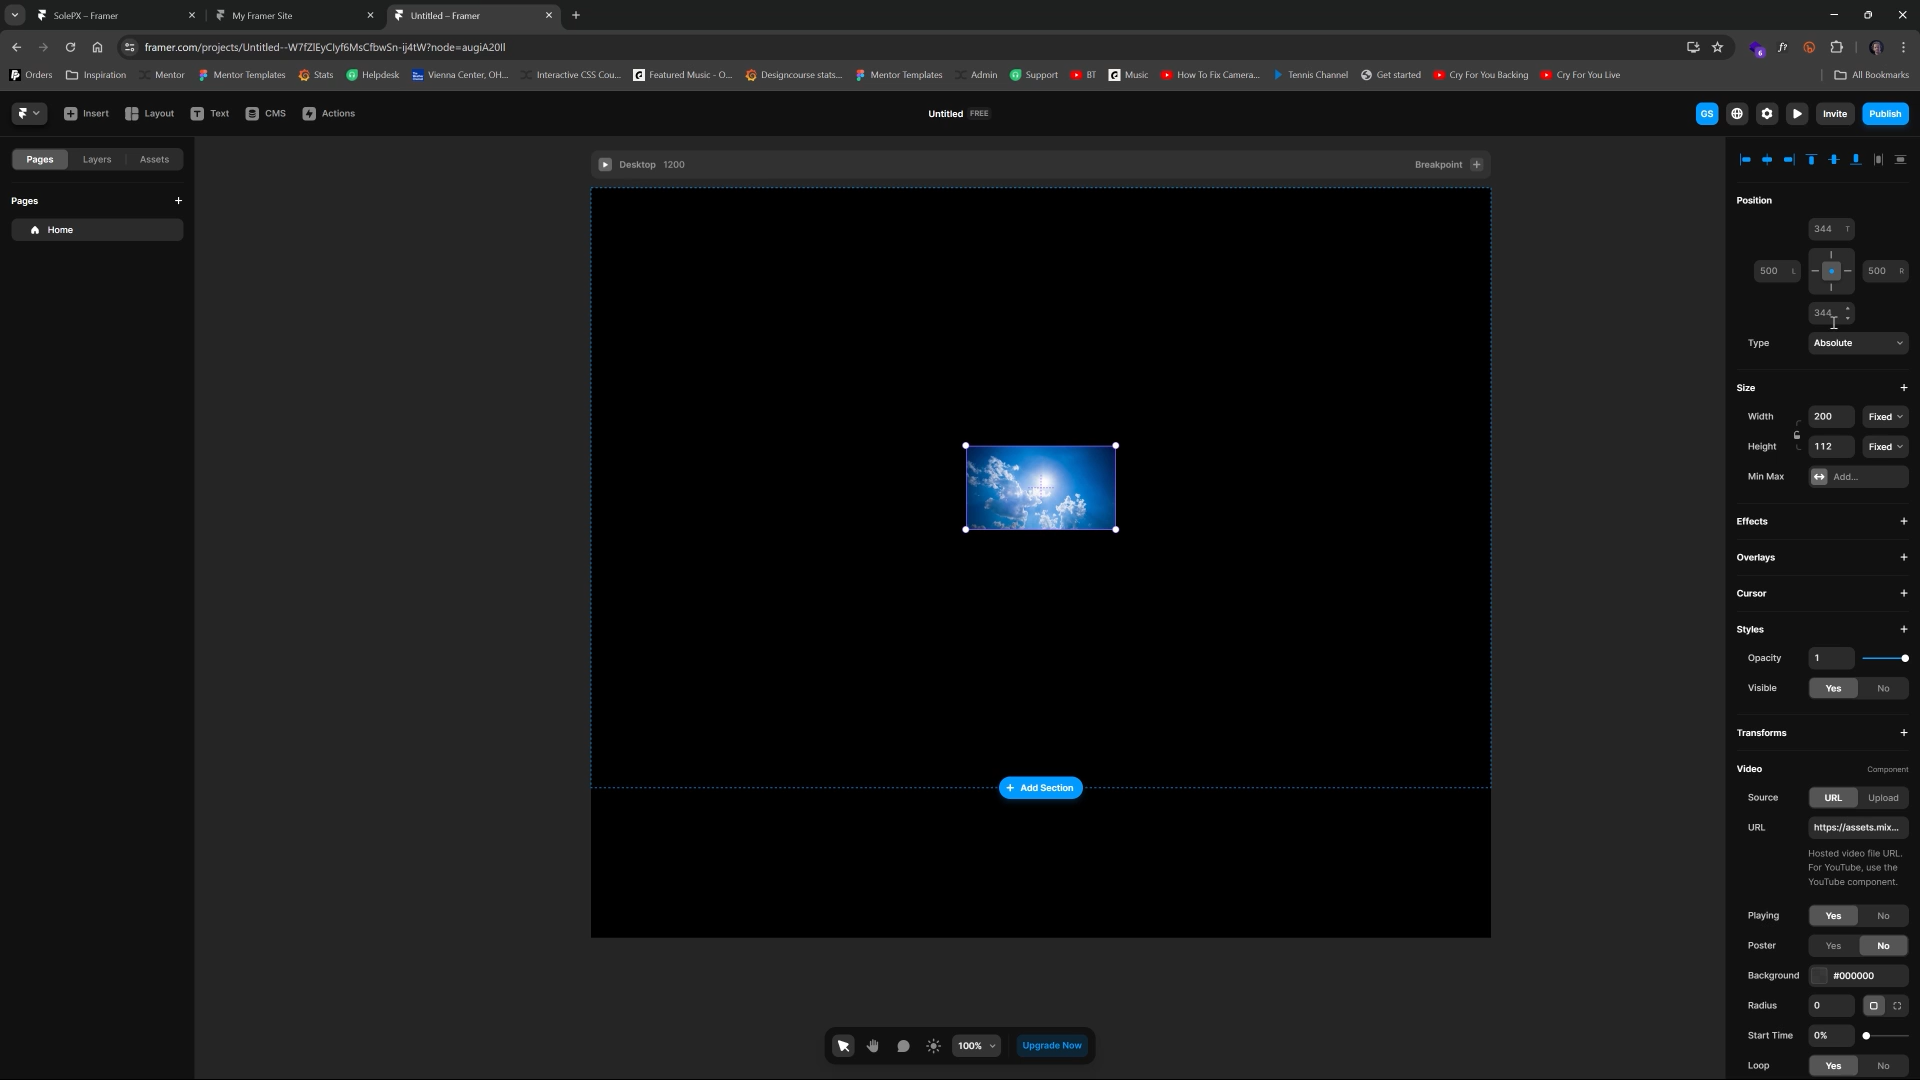 SolePX – Framer
My Framer Site
Untitled – Framer
framer.com/projects/Untitled--W7fZlEyClyf6MsCfbwSn-ij4tW?node=augiA20Il
6
f?
Orders
Inspiration
Mentor
Mentor Templates
Stats
Helpdesk
Vienna Center, OH...
Interactive CSS Cou...
Featured Music - O...
Designcourse stats...
Mentor Templates
Admin
Support
BT
Music
How To Fix Camera...
Tennis Channel
Get started
Cry For You Backing
Cry For You Live
All Bookmarks
Insert
Layout
Text
CMS
Actions
Untitled FREE
GS
Invite
Publish
Pages
Layers
Assets
Pages
Home
Desktop 1200
Breakpoint
Add Section
100%
Upgrade Now
Position
344 T
500 L
500 R
344
Type Absolute
Size
Width 200 Fixed
Height 112 Fixed
Min Max Add...
Effects
Overlays
Cursor
Styles
Opacity 1
Visible Yes No
Transforms
Video Component
Source URL Upload
URL https://assets.mix...
Hosted video file URL.
For YouTube, use the
YouTube component.
Playing Yes No
Poster Yes No
Background #000000
Radius 0
Start Time 0%
Loop Yes No